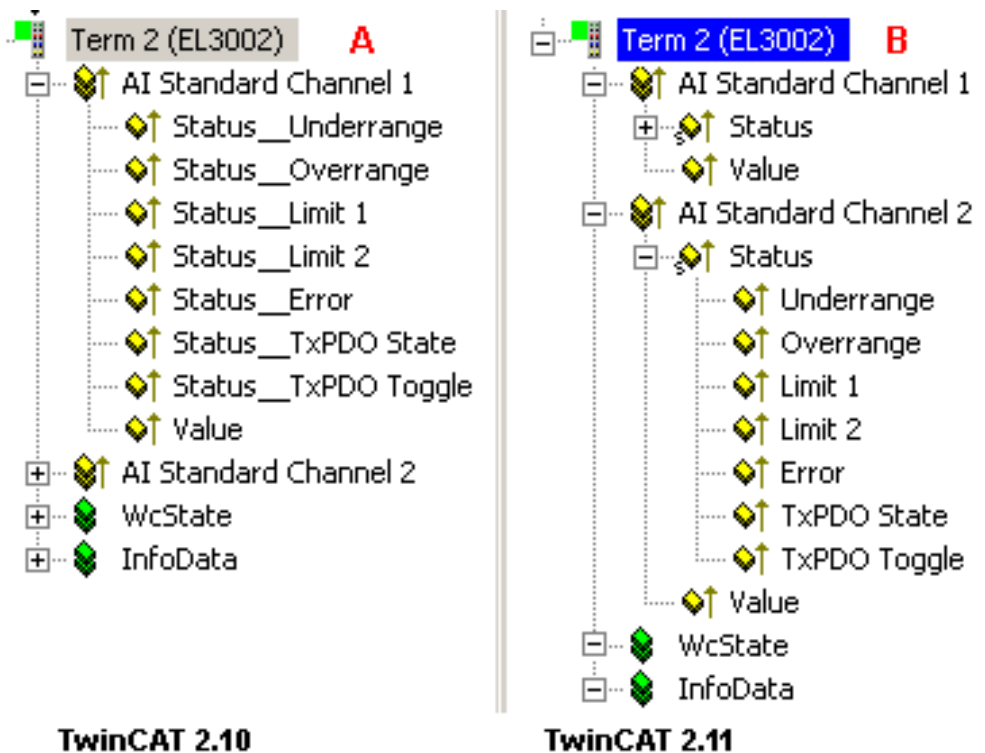 Term 2 (EL3002) A
AI Standard Channel 1
Status__Underrange
Status__Overrange
Status__Limit 1
Status__Limit 2
Status__Error
Status__TxPDO State
Status__TxPDO Toggle
Value
AI Standard Channel 2
WcState
InfoData
TwinCAT 2.10
Term 2 (EL3002) B
AI Standard Channel 1
s Status
Value
AI Standard Channel 2
s Status
Underrange
Overrange
Limit 1
Limit 2
Error
TxPDO State
TxPDO Toggle
Value
WcState
InfoData
TwinCAT 2.11